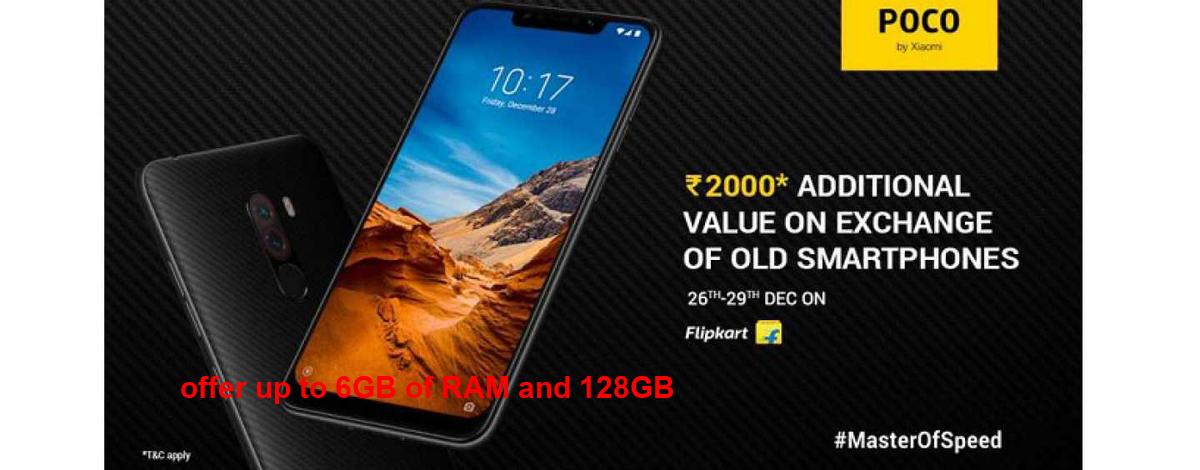 POCO
by Xiaomi
10:17
Friday, December 28
₹2000* ADDITIONAL
VALUE ON EXCHANGE
OF OLD SMARTPHONES
26TH-29TH DEC ON
Flipkart
offer up to 6GB of RAM and 128GB
#MasterOfSpeed
*T&C apply